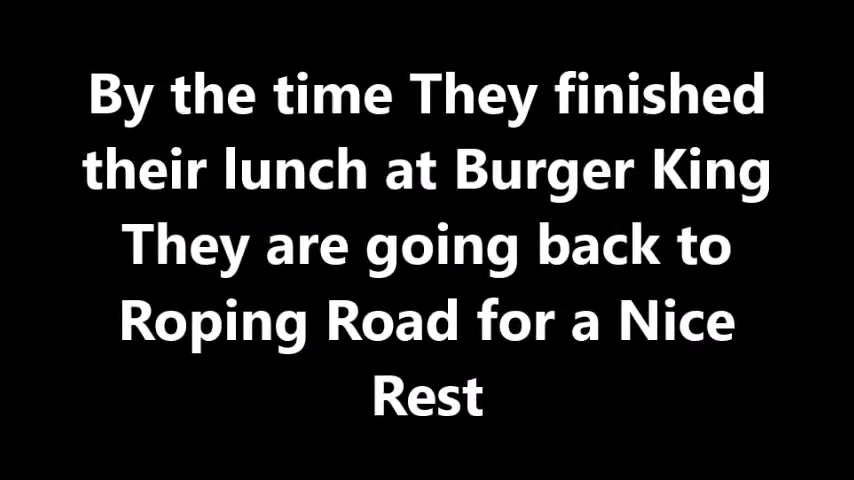 By the time They finished
their lunch at Burger King
They are going back to
Roping Road for a Nice
Rest